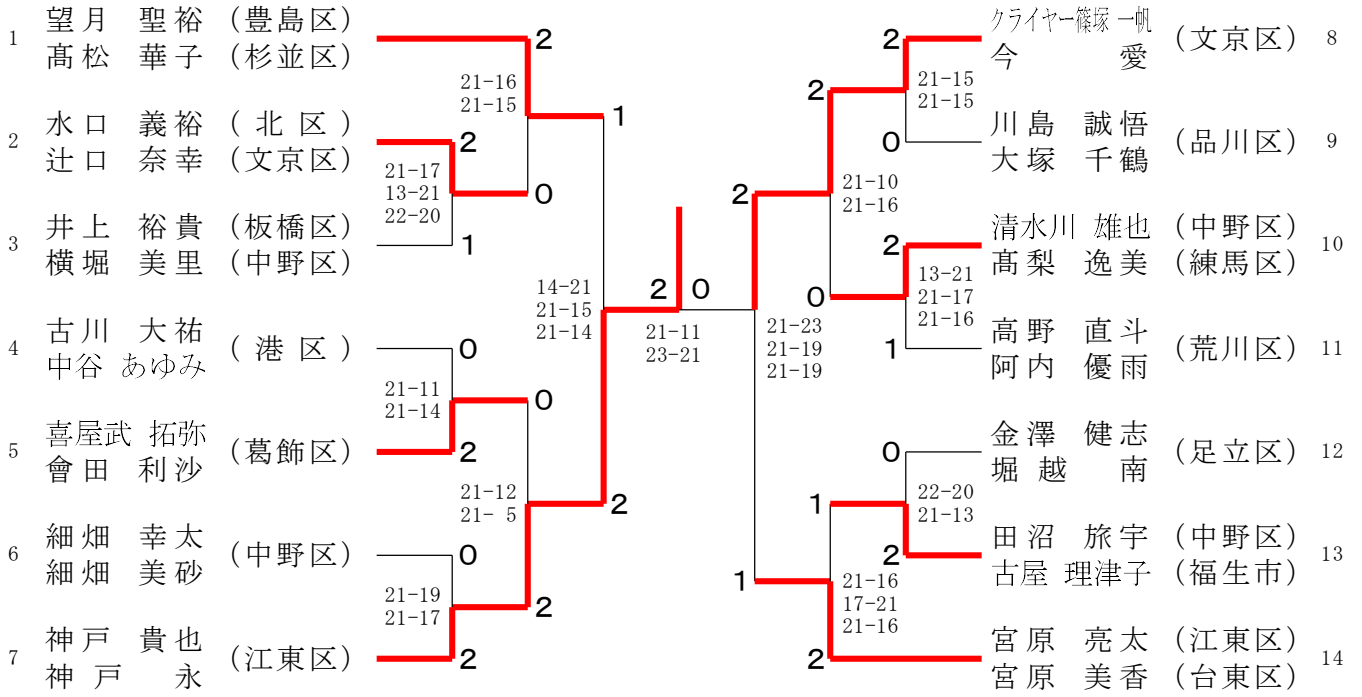 1 望月 聖裕 (豊島区)
髙松 華子 (杉並区)
2
21-16
21-15
1
2 水口 義裕 (北区)
辻口 奈幸 (文京区)
2
21-17
13-21
22-20
0
3 井上 裕貴 (板橋区)
横堀 美里 (中野区)
1
14-21
21-15
21-14
4 古川 大祐 (港区)
中谷 あゆみ
0
21-11
21-14
0
5 喜屋武 拓弥 (葛飾区)
會田 利沙
2
21-12
21- 5
2
6 細畑 幸太 (中野区)
細畑 美砂
0
21-19
21-17
2
7 神戸 貴也 (江東区)
神戸 永
2
2 0
21-11
23-21
2 クライヤー篠塚 一帆 (文京区) 8
今 愛
21-15
21-15
2
0 川島 誠悟 (品川区) 9
大塚 千鶴
2
21-10
21-16
2 清水川 雄也 (中野区) 10
髙梨 逸美 (練馬区)
13-21
21-17
21-16
0
1 高野 直斗 (荒川区) 11
阿内 優雨
21-23
21-19
21-19
0 金澤 健志 (足立区) 12
堀越 南
22-20
21-13
1
2 田沼 旅宇 (中野区) 13
古屋 理津子 (福生市)
1
21-16
17-21
21-16
2 宮原 亮太 (江東区) 14
宮原 美香 (台東区)